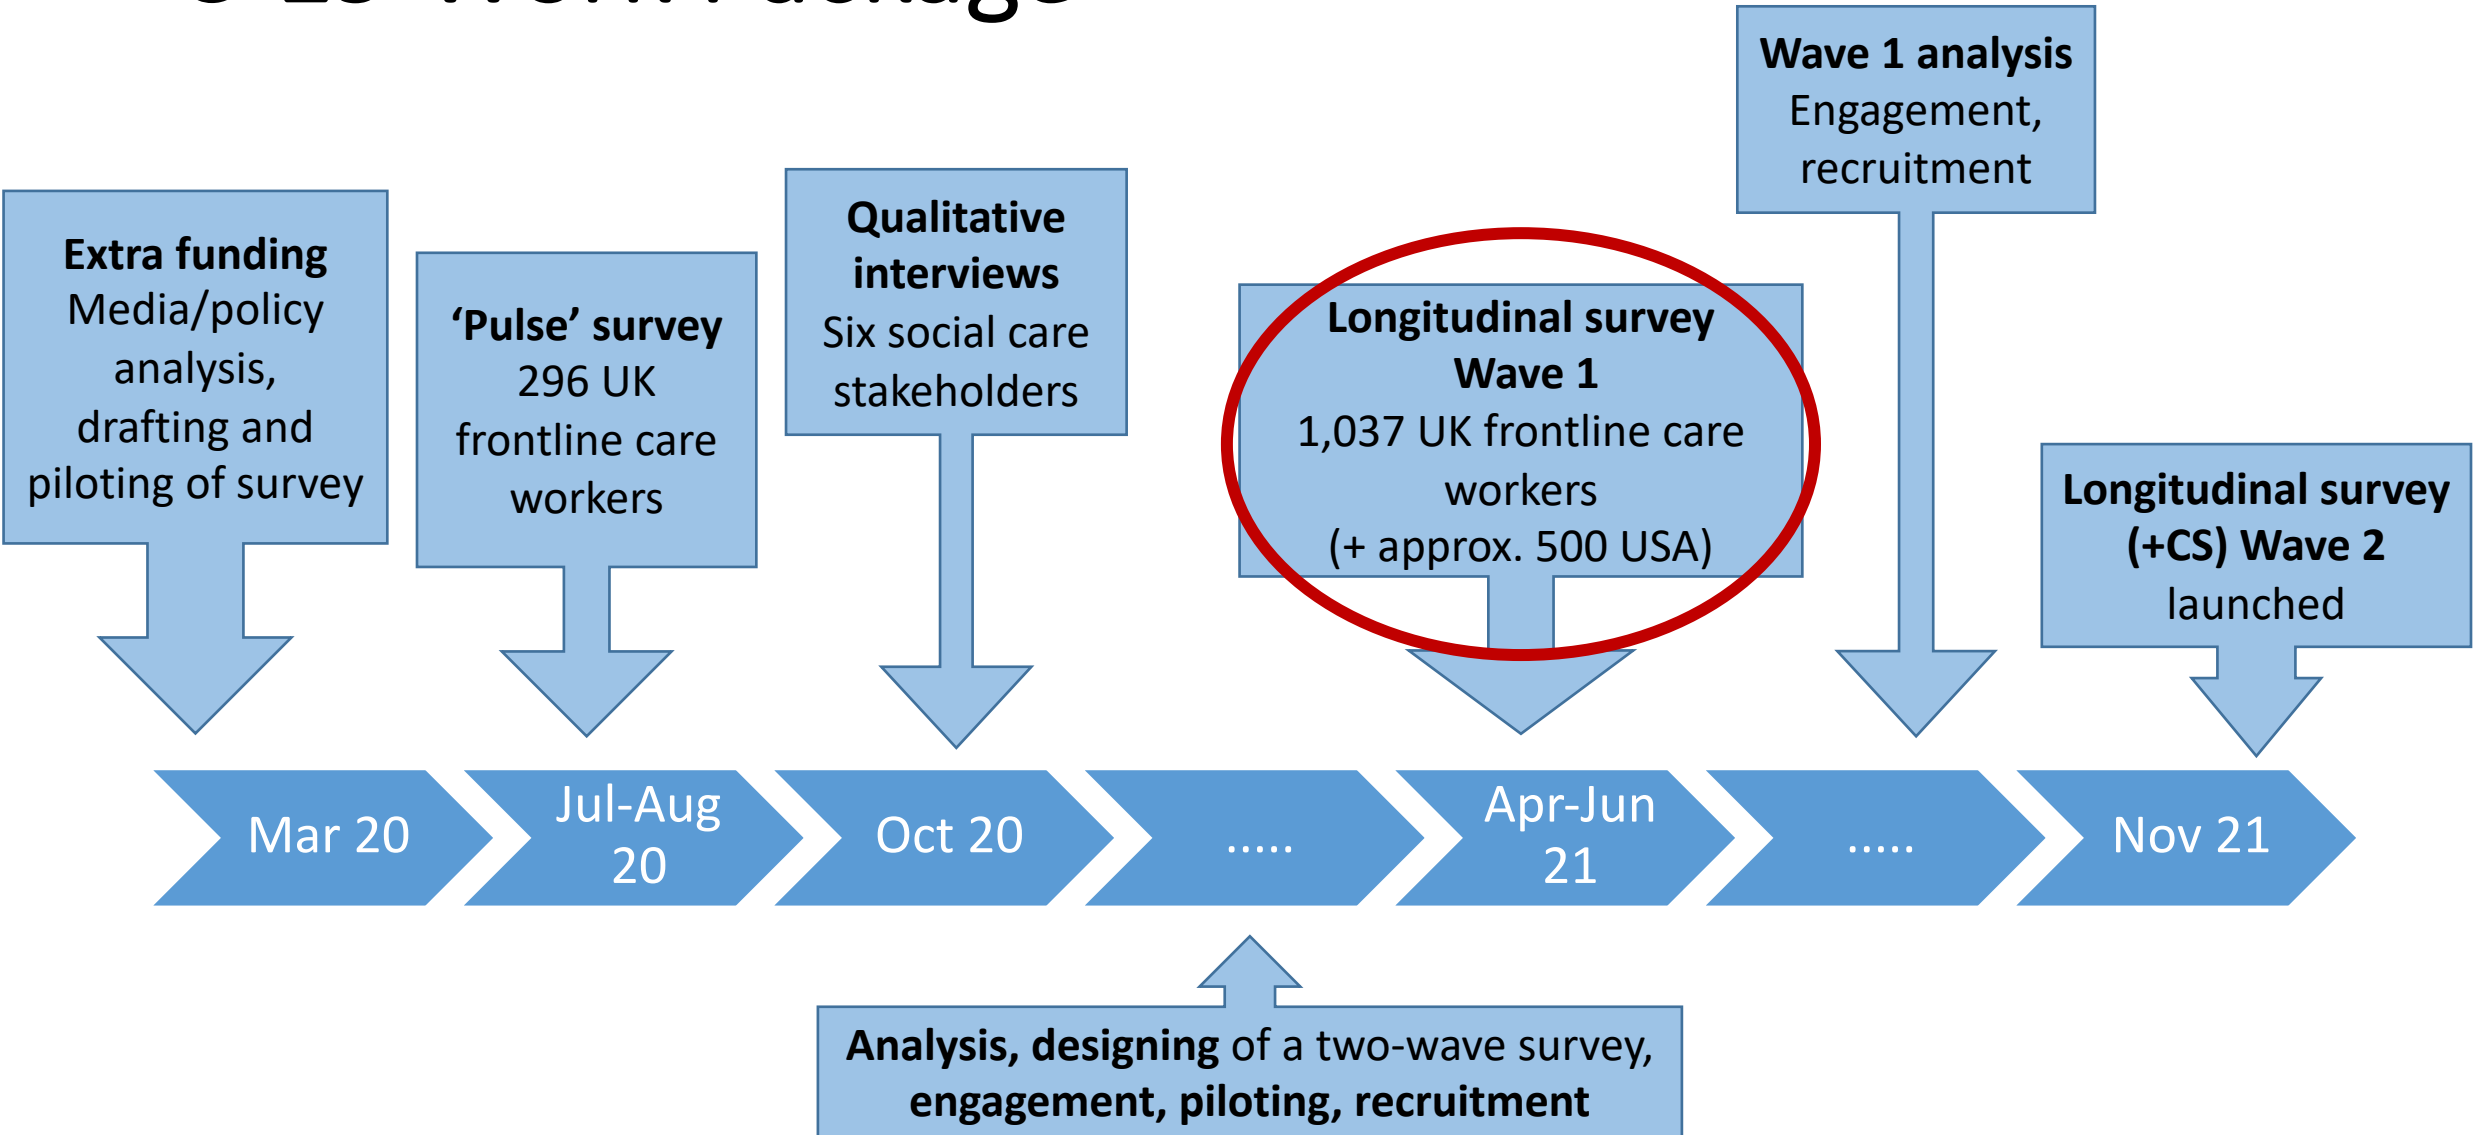 Package
Wave 1 analysis
Engagement,
recruitment
Extra funding
Media/policy
analysis,
drafting and
piloting of survey
‘Pulse’ survey
296 UK
frontline care
workers
Qualitative
interviews
Six social care
stakeholders
Longitudinal survey
Wave 1
1,037 UK frontline care
workers
(+ approx. 500 USA)
Longitudinal survey
(+CS) Wave 2
launched
Mar 20
Jul-Aug
20
Oct 20
.....
Apr-Jun
21
.....
Nov 21
Analysis, designing of a two-wave survey,
engagement, piloting, recruitment